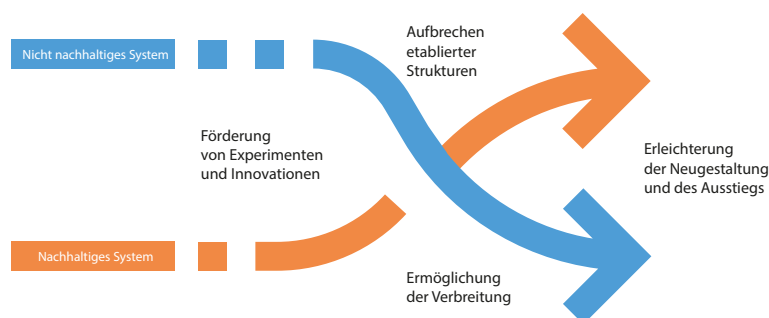 Nicht nachhaltiges System
Aufbrechen
etablierter
Strukturen
Förderung
von Experimenten
und Innovationen
Erleichterung
der Neugestaltung
und des Ausstiegs
Nachhaltiges System
Ermöglichung
der Verbreitung